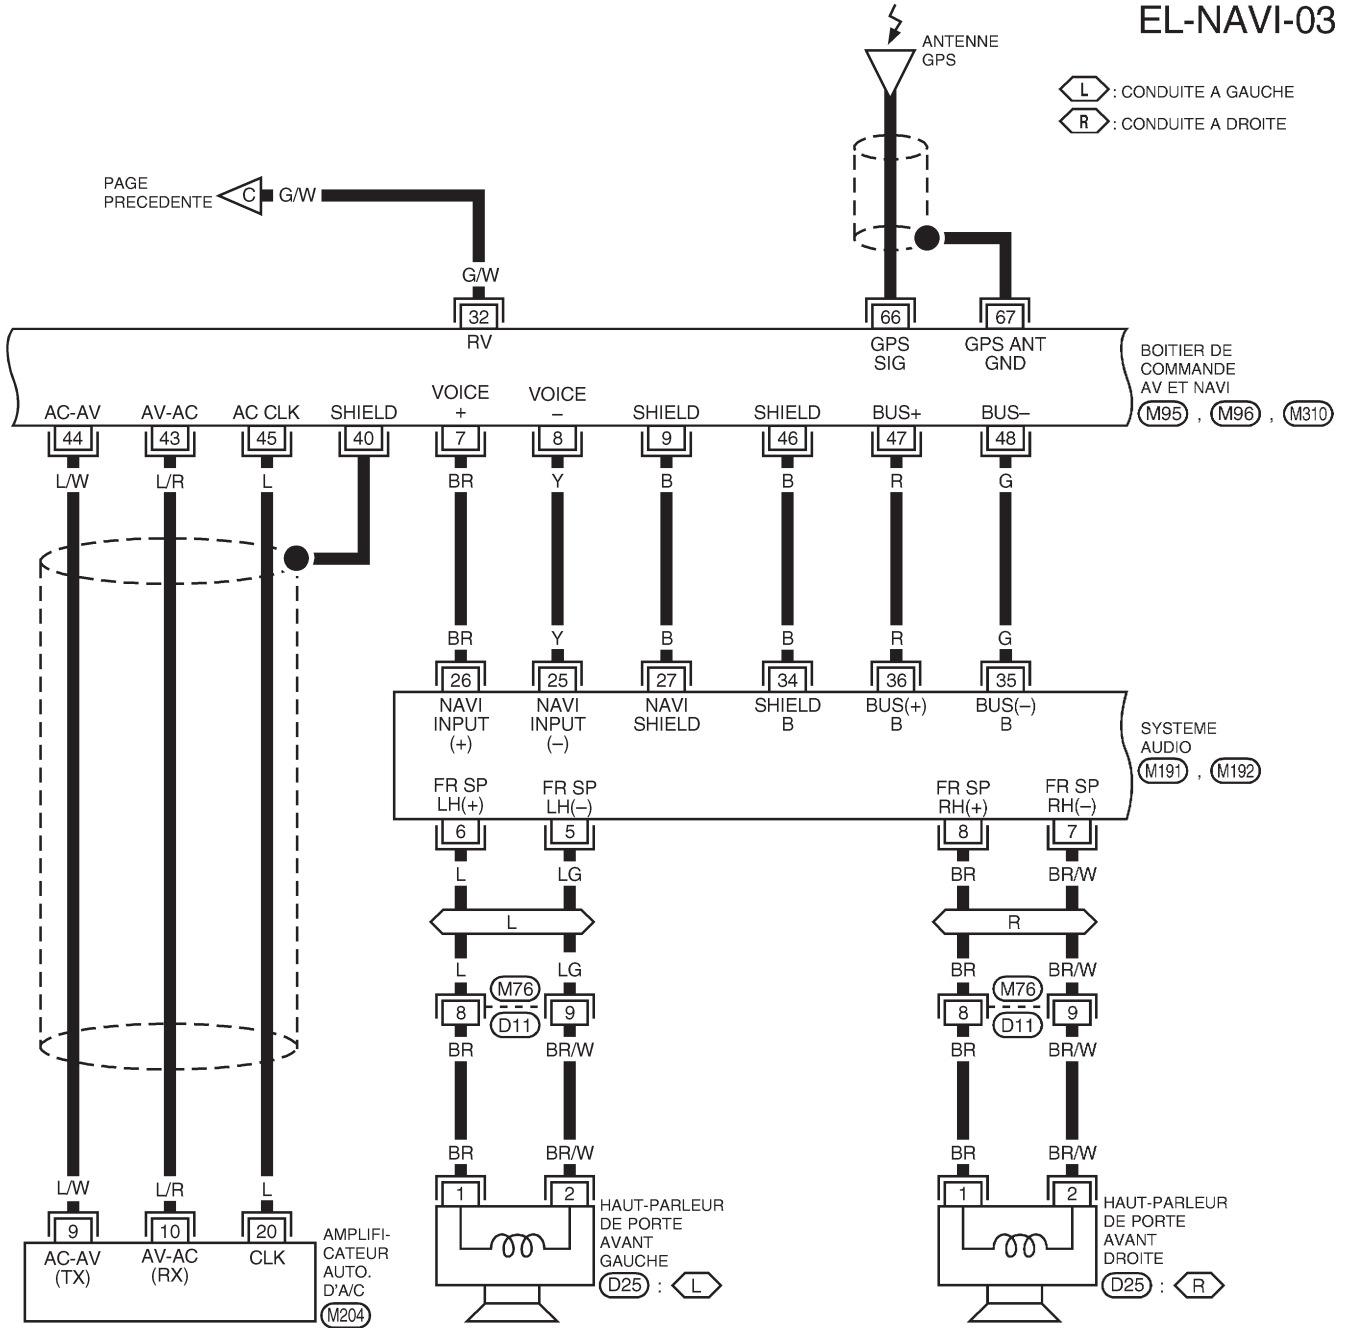 EL-NAVI-03
ANTENNE
GPS
L : CONDUITE A GAUCHE
R : CONDUITE A DROITE
PAGE
PRECEDENTE
C
G/W
G/W
32
66
67
RV
GPS
SIG
GPS ANT
GND
BOITIER DE
COMMANDE
AV ET NAVI
M95 , M96 , M310
AC-AV
AV-AC
AC CLK
SHIELD
VOICE
+
VOICE
–
SHIELD
SHIELD
BUS+
BUS–
44
43
45
40
7
8
9
46
47
48
L/W
L/R
L
BR
Y
B
B
R
G
BR
Y
B
B
R
G
26
25
27
34
36
35
NAVI
INPUT
(+)
NAVI
INPUT
(–)
NAVI
SHIELD
SHIELD
B
BUS(+)
B
BUS(–)
B
SYSTEME
AUDIO
M191 , M192
FR SP
LH(+)
FR SP
LH(–)
FR SP
RH(+)
FR SP
RH(–)
6
5
8
7
L
LG
BR
BR/W
L
R
L
LG
BR
BR/W
M76
M76
8
9
8
9
D11
D11
BR
BR/W
BR
BR/W
BR
BR/W
BR
BR/W
L/W
L/R
L
1
2
1
2
9
10
20
AC-AV
(TX)
AV-AC
(RX)
CLK
AMPLIFI-
CATEUR
AUTO.
D'A/C
M204
HAUT-PARLEUR
DE PORTE
AVANT
GAUCHE
D25 : L
HAUT-PARLEUR
DE PORTE
AVANT
DROITE
D25 : R